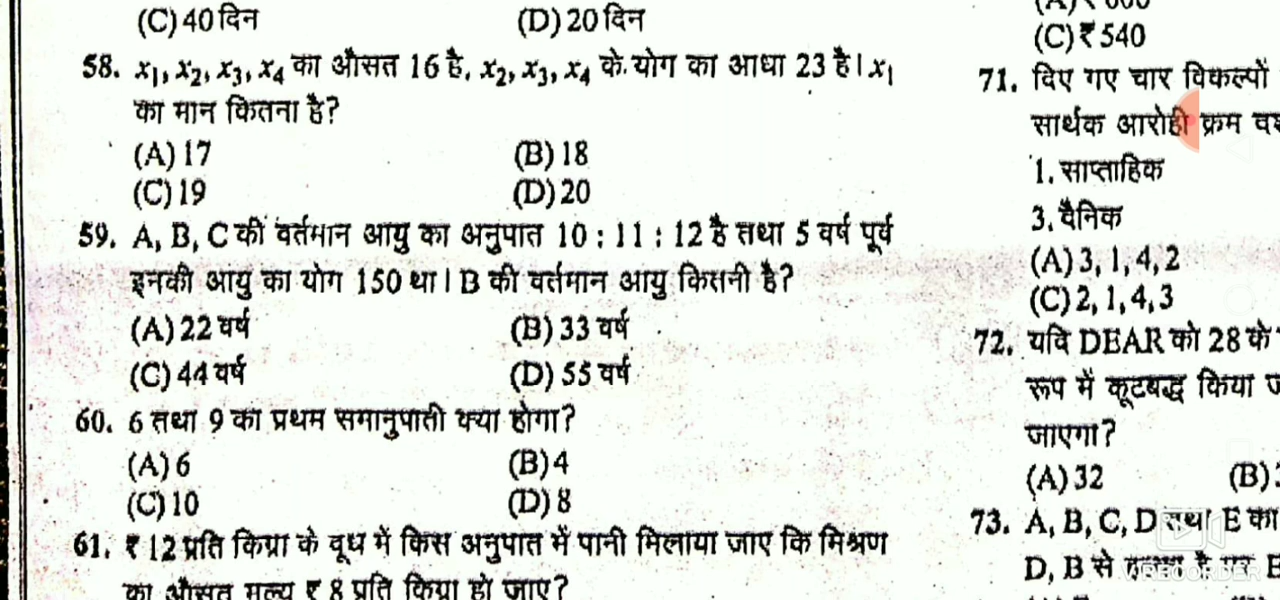 (C) 40 दिन
(D) 20 दिन
58. x₁, x₂, x₃, x₄ का औसत 16 है, x₂, x₃, x₄ के योग का आधा 23 है। x₁
का मान कितना है?
(A) 17
(B) 18
(C) 19
(D) 20
59. A, B, C की वर्तमान आयु का अनुपात 10 : 11 : 12 है तथा 5 वर्ष पूर्व
इनकी आयु का योग 150 था। B की वर्तमान आयु कितनी है?
(A) 22 वर्ष
(B) 33 वर्ष
(C) 44 वर्ष
(D) 55 वर्ष
60. 6 तथा 9 का प्रथम समानुपाती क्या होगा?
(A) 6
(B) 4
(C) 10
(D) 8
61. ₹ 12 प्रति किग्रा के दूध में किस अनुपात में पानी मिलाया जाए कि मिश्रण
का औसत मूल्य ₹ 8 प्रति किग्रा हो जाए?
(C) ₹ 540
71. दिए गए चार विकल्पों
सार्थक आरोही क्रम
1. साप्ताहिक
3. दैनिक
(A) 3, 1, 4, 2
(C) 2, 1, 4, 3
72. यदि DEAR को 28 के
रूप में कूटबद्ध किया
जाएगा?
(A) 32
(B)
73. A, B, C, D तथा E का
D, B से
RECORDER